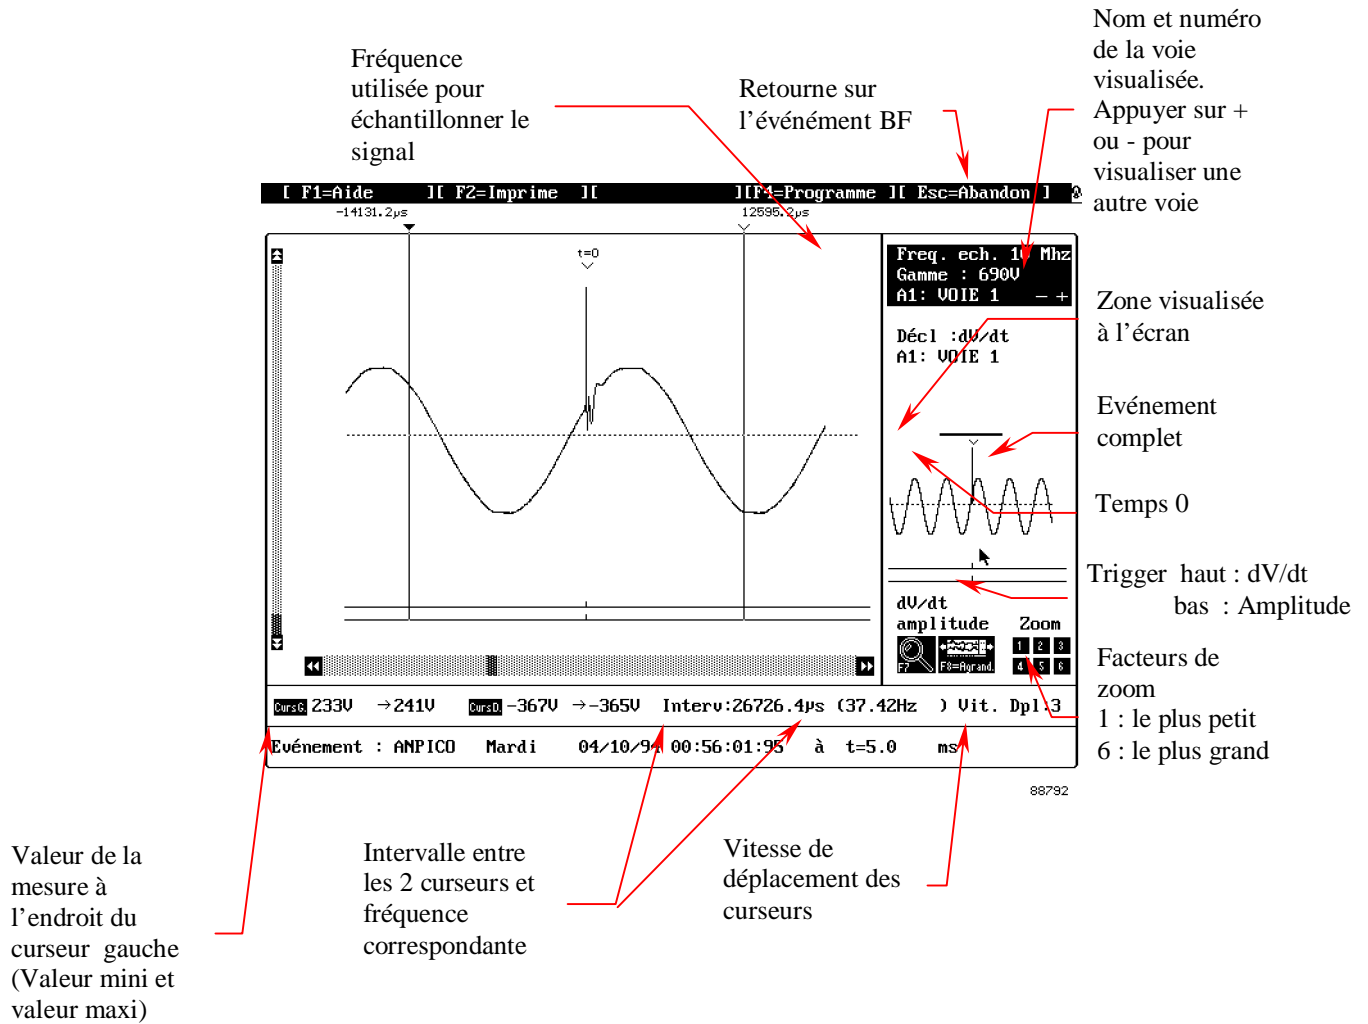 Nom et numéro
de la voie
visualisée.
Appuyer sur +
ou - pour
visualiser une
autre voie
Fréquence
utilisée pour
échantillonner le
signal
Retourne sur
l’événémént BF
[ F1=Aide ][ F2=Imprime ][ ][F4=Programme ][ Esc=Abandon ]
-14131.2µs 12595.2µs
t=0
Freq. ech. 10 Mhz
Gamme : 690V
A1: VOIE 1 - +
Décl :dV/dt
A1: VOIE 1
Zone visualisée
à l’écran
Evénement
complet
Temps 0
Trigger haut : dV/dt
bas : Amplitude
dV/dt
amplitude Zoom
F7 F8=Agrand. 1 2 3
4 5 6
Facteurs de
zoom
1 : le plus petit
6 : le plus grand
CursG. 233V →241V CursD. -367V →-365V Interv:26726.4µs (37.42Hz ) Vit. Dpl.3
Evénement : ANPICO Mardi 04/10/94 00:56:01:95 à t=5.0 ms
88792
Valeur de la
mesure à
l’endroit du
curseur gauche
(Valeur mini et
valeur maxi)
Intervalle entre
les 2 curseurs et
fréquence
correspondante
Vitesse de
déplacement des
curseurs